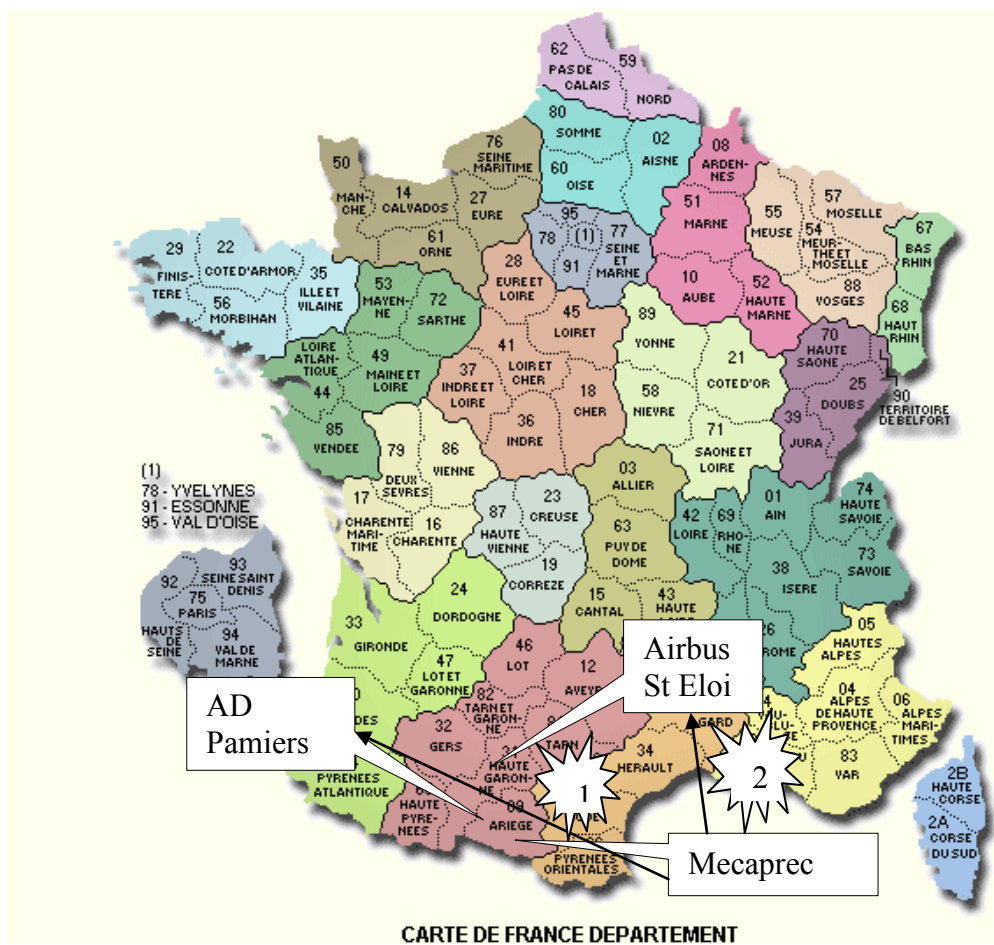 62
PAS DE
CALAIS
59
NORD
80
SOMME
02
AISNE
60
OISE
08
ARDEN-
NES
76
SEINE
MARITIME
50
MAN-
CHE
14
CALVADOS
27
EURE
61
ORNE
95
78
(1)
77
SEINE
ET
MARNE
91
51
MARNE
10
AUBE
52
HAUTE
MARNE
55
MEUSE
57
MOSELLE
54
MEUR-
THE ET
MOSELLE
88
VOSGES
67
BAS
RHIN
68
HAUT
RHIN
29
FINIS-
TERE
22
COTE D'ARMOR
56
MORBIHAN
35
ILLE ET
VILAINE
53
MAYEN-
NE
72
SARTHE
LOIRE
ATLAN-
TIQUE
44
49
MAINE ET
LOIRE
85
VENDEE
28
EURE ET
LOIRE
45
LOIRET
41
LOIR ET
CHER
37
INDRE ET
LOIRE
18
CHER
36
INDRE
89
YONNE
21
COTE D'OR
58
NIEVRE
71
SAONE ET
LOIRE
70
HAUTE
SAONE
25
DOUBS
39
JURA
90
TERRITOIRE
DE BELFORT
79
DEUX
SEVRES
86
VIENNE
17
CHARENTE
MARI-
TIME
16
CHARENTE
87
HAUTE
VIENNE
23
CREUSE
19
CORREZE
03
ALLIER
63
PUY DE
DOME
15
CANTAL
43
HAUTE
42
LOIRE
69
RHO-
NE
01
AIN
74
HAUTE
SAVOIE
73
SAVOIE
38
ISERE
26
ROME
(1)
78 - YVELYNES
91 - ESSONNE
95 - VAL D'OISE
92
HAUTS
DE
SEINE
93
SEINE SAINT
DENIS
75
PARIS
94
VAL DE
MARNE
24
DORDOGNE
33
GIRONDE
47
LOT ET
GARONNE
DES
PYRENEES
ATLANTIQUE
46
LOT
12
AVEY
82
TARN ET
GARON-
NE
32
GERS
TARN
HAUTE
GARON-
NE
HAUTE
PYRE-
NEES
09
ARIEGE
GARD
34
HERAULT
PYRENEES
ORIENTALES
05
HAUTES
ALPES
04
ALPES
DE HAUTE
PROVENCE
06
ALPES
MARI-
TIMES
83
VAR
2B
HAUTE
CORSE
2A
CORSE
DU SUD
AD
Pamiers
Airbus
St Eloi
1
2
Mecaprec
CARTE DE FRANCE DEPARTEMENT